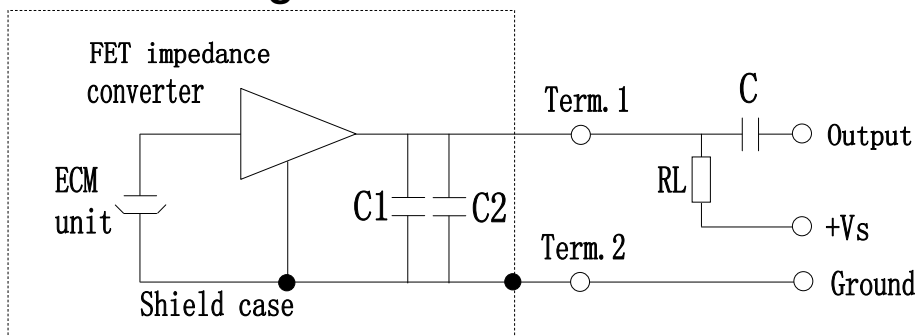 FET impedance
converter
Term.1
C
Output
ECM
unit
C1
C2
RL
+Vs
Term.2
Ground
Shield case